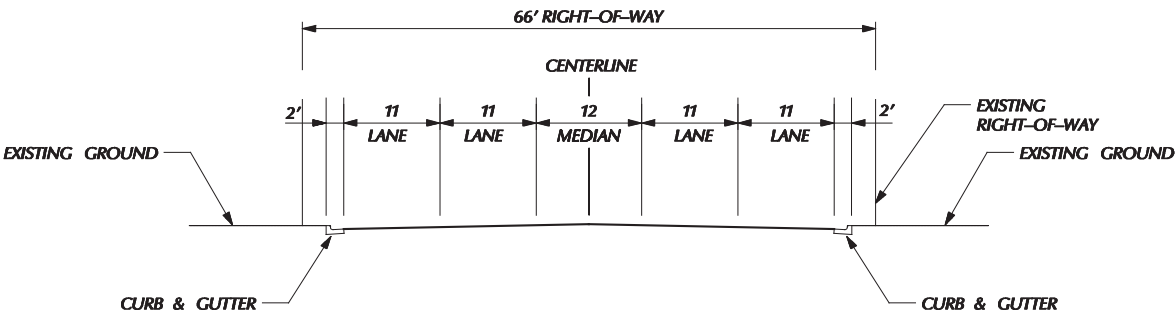 66' RIGHT–OF–WAY
CENTERLINE
2' 11 11 12 11 11 2'
LANE LANE MEDIAN LANE LANE
EXISTING
RIGHT–OF–WAY
EXISTING GROUND
EXISTING GROUND
CURB & GUTTER
CURB & GUTTER